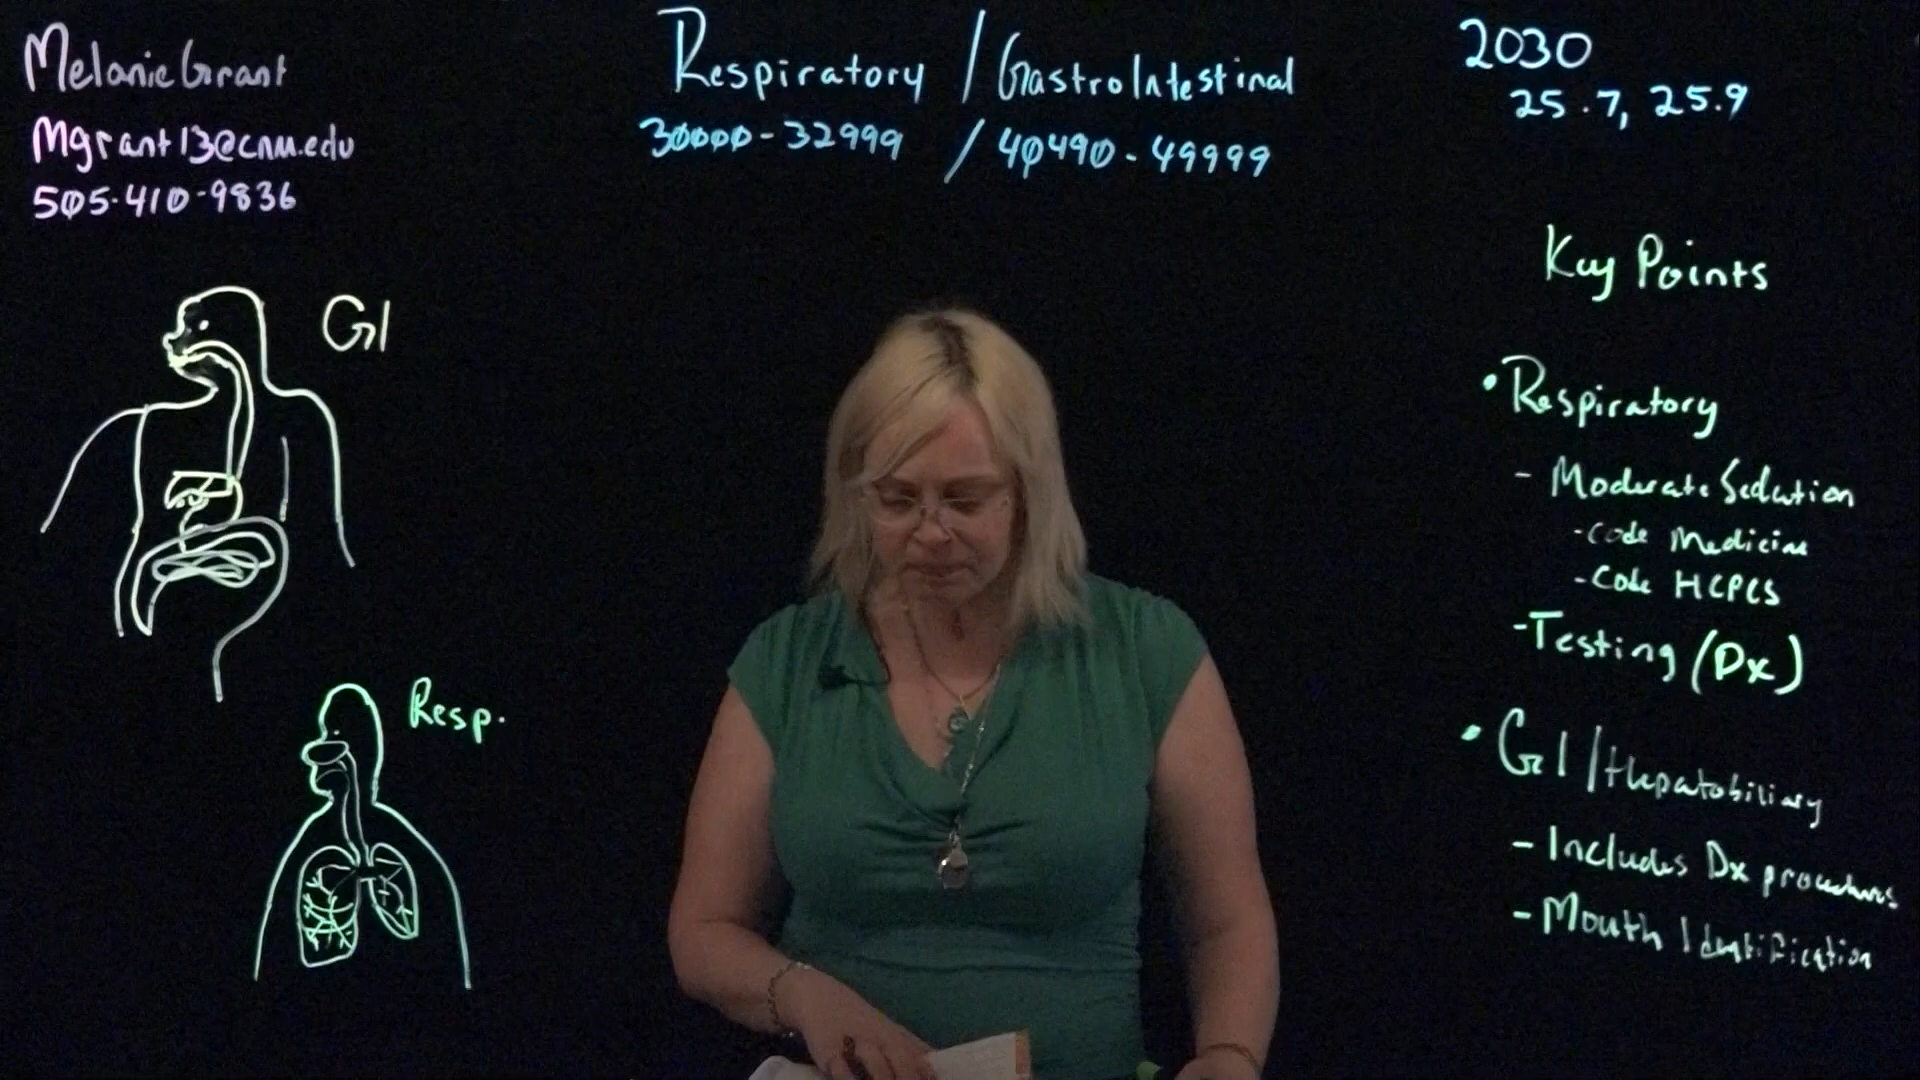 Melanie Grant
Mgrant13@cnm.edu
505-410-9836
Respiratory / GastroIntestinal
30000-32999 / 40490-49999
2030
25.7, 25.9
GI
Resp.
Key Points
• Respiratory
- Moderate Sedation
- Code Medicine
- Code HCPCS
- Testing (Dx)
• GI / Hepatobiliary
- Includes Dx procedures
- Mouth Identification